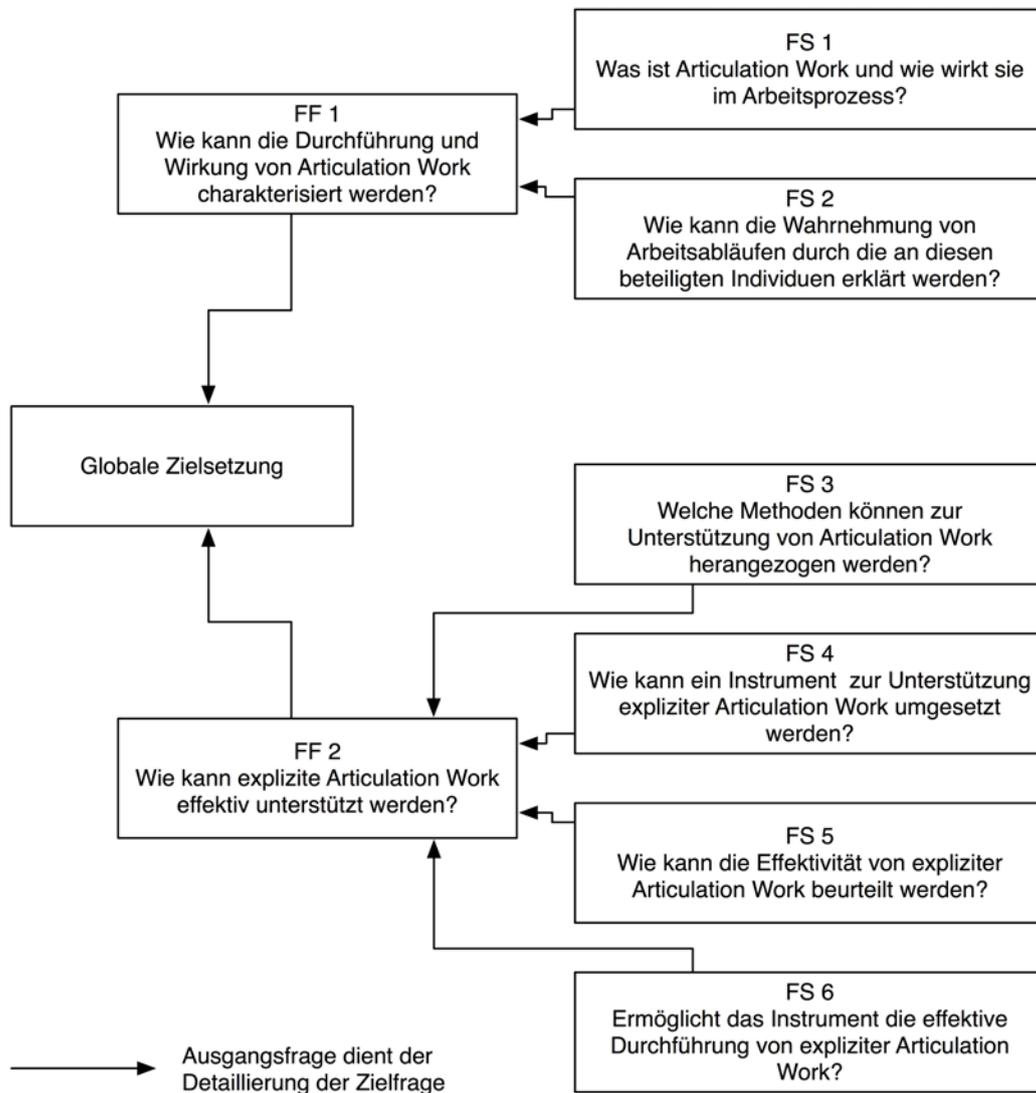 FS 1
Was ist Articulation Work und wie wirkt sie
im Arbeitsprozess?
FF 1
Wie kann die Durchführung und
Wirkung von Articulation Work
charakterisiert werden?
FS 2
Wie kann die Wahrnehmung von
Arbeitsabläufen durch die an diesen
beteiligten Individuen erklärt werden?
Globale Zielsetzung
FS 3
Welche Methoden können zur
Unterstützung von Articulation Work
herangezogen werden?
FS 4
Wie kann ein Instrument  zur Unterstützung
expliziter Articulation Work umgesetzt
werden?
FF 2
Wie kann explizite Articulation Work
effektiv unterstützt werden?
FS 5
Wie kann die Effektivität von expliziter
Articulation Work beurteilt werden?
FS 6
Ermöglicht das Instrument die effektive
Durchführung von expliziter Articulation
Work?
Ausgangsfrage dient der
Detaillierung der Zielfrage